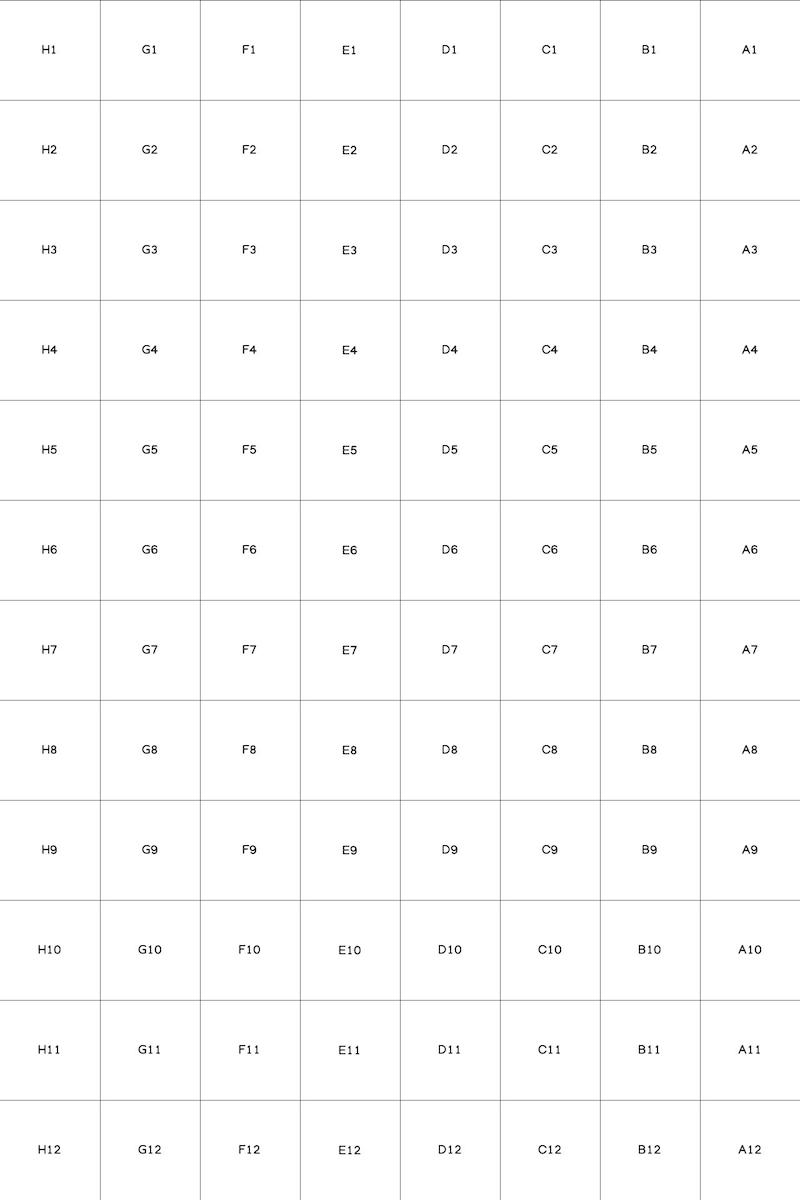 H1 G1 F1 E1 D1 C1 B1 A1
H2 G2 F2 E2 D2 C2 B2 A2
H3 G3 F3 E3 D3 C3 B3 A3
H4 G4 F4 E4 D4 C4 B4 A4
H5 G5 F5 E5 D5 C5 B5 A5
H6 G6 F6 E6 D6 C6 B6 A6
H7 G7 F7 E7 D7 C7 B7 A7
H8 G8 F8 E8 D8 C8 B8 A8
H9 G9 F9 E9 D9 C9 B9 A9
H10 G10 F10 E10 D10 C10 B10 A10
H11 G11 F11 E11 D11 C11 B11 A11
H12 G12 F12 E12 D12 C12 B12 A12